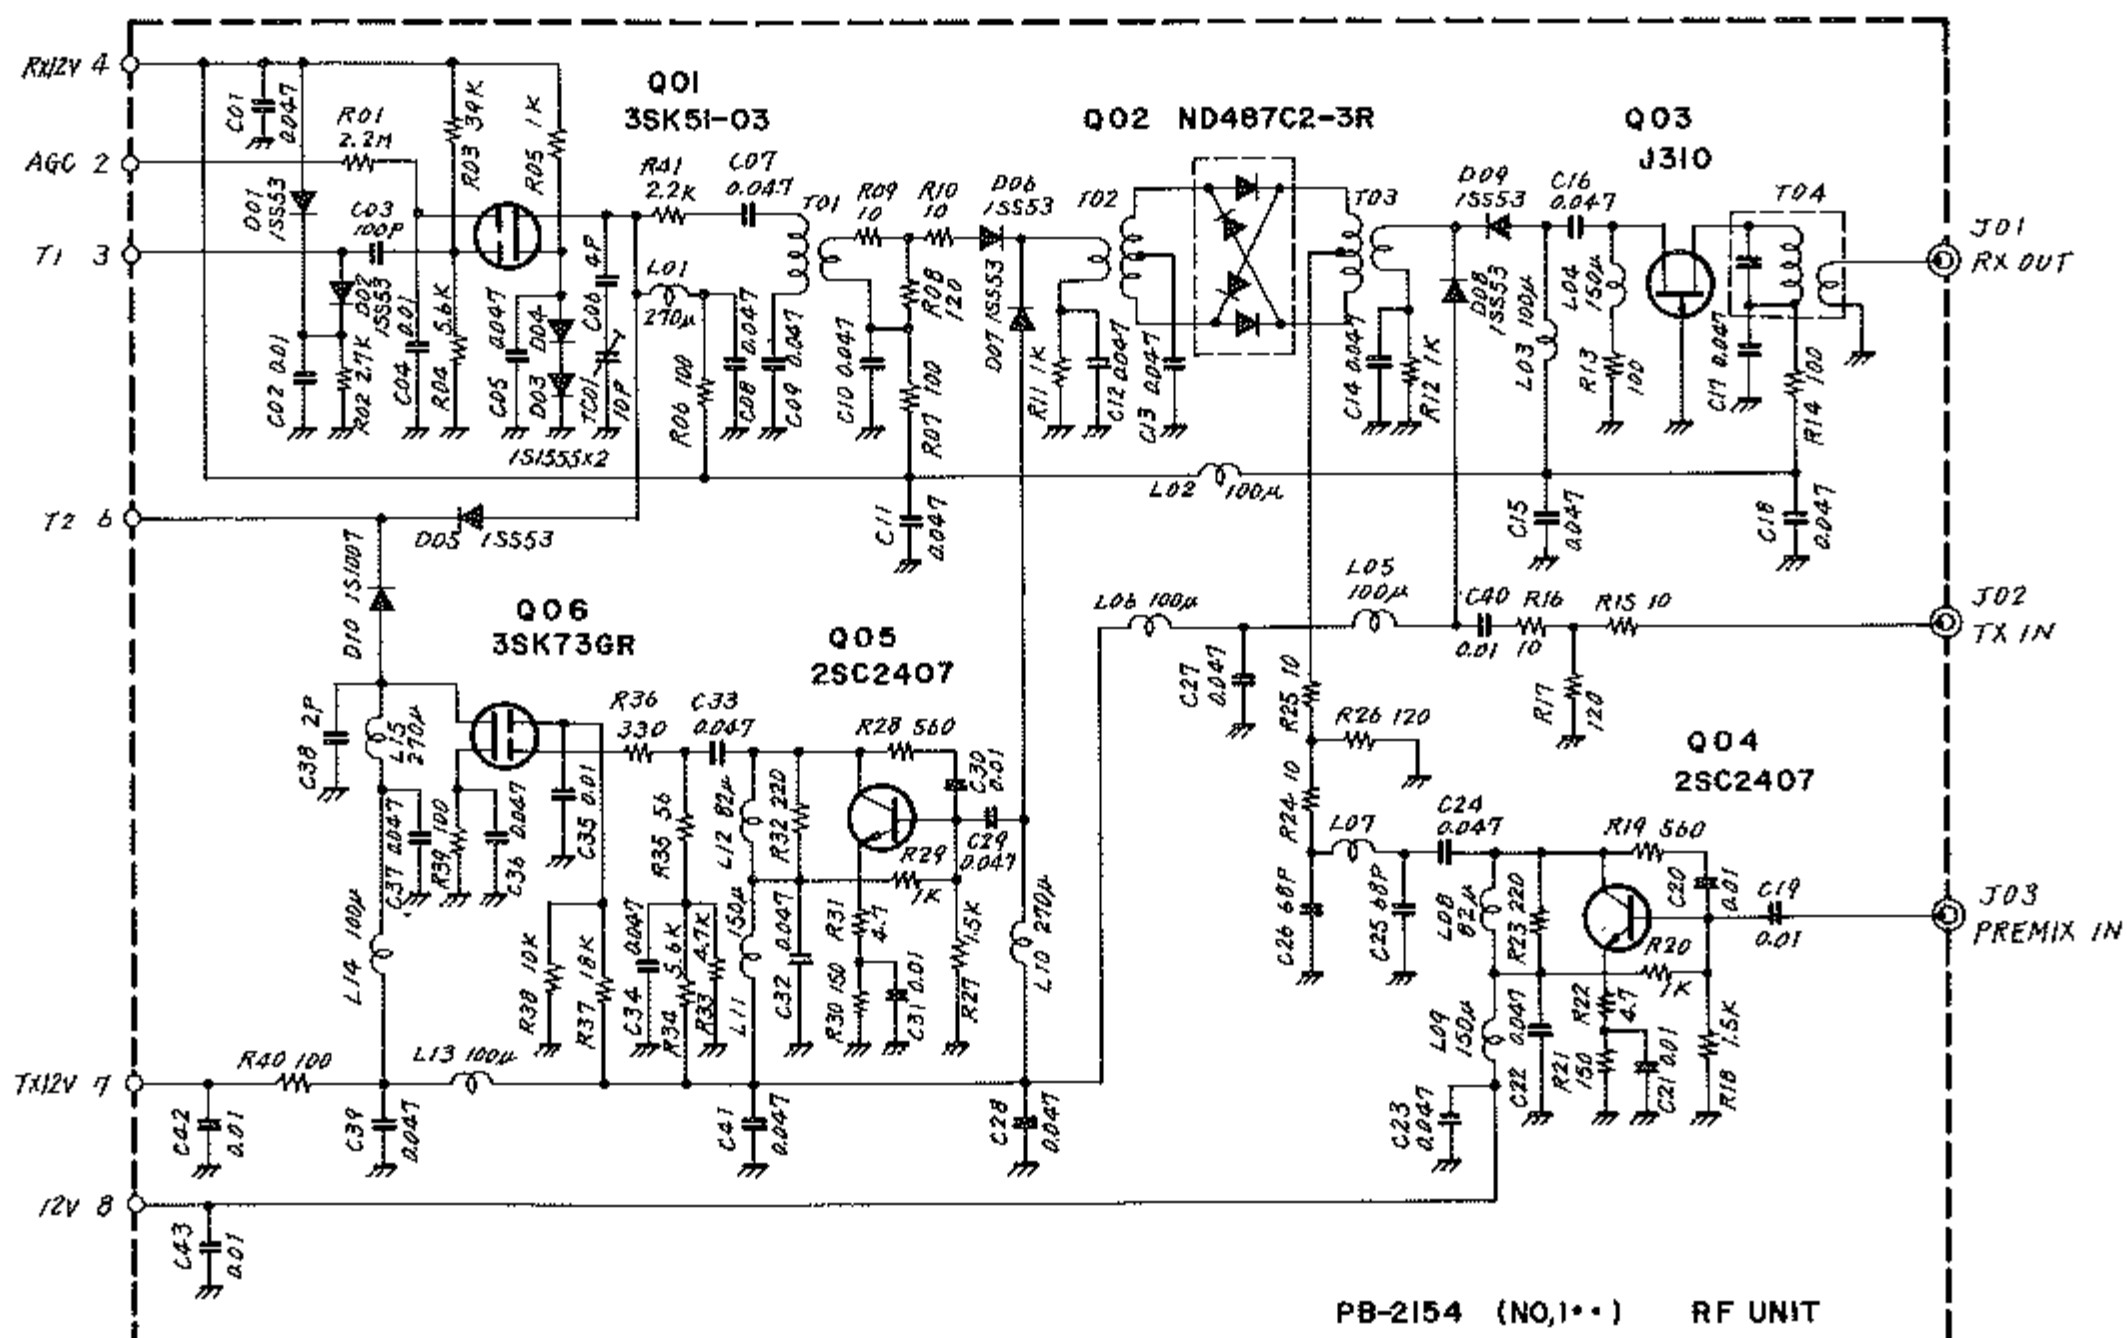 RX12V 4
C01
0.047
R01
2.2M
AGC 2
D01
1SS53
C03
100P
T1 3
D02
1SS53
C02 0.01
R02 2.7K
C04 0.01
R03 39K
R04 5.6K
R05 1K
Q01
3SK51-03
C05
0.047
D04
D03
1S1555×2
4P
C06
TC01
10P
R41
2.2K
C07
0.047
L01
270μ
R06 100
C08 0.047
C09 0.047
T01
R09
10
R10
10
R08
120
C10 0.047
R07 100
C11
0.047
D06
1SS53
D07 1SS53
T02
R11 1K
C12 0.047
C13 0.047
Q02 ND487C2-3R
T03
C14 0.047
R12 1K
D09
1SS53
D08
1SS53
C16
0.047
L03 100μ
L04
150μ
R13
100
Q03
J310
T04
C17 0.047
R14 100
J01
RX OUT
L02 100μ
C15
0.047
C18
0.047
T2 6
D05 1SS53
D10 1S1007
Q06
3SK73GR
Q05
2SC2407
L06 100μ
L05
100μ
C27
0.047
C40
0.01
R16
10
R15 10
R17
120
J02
TX IN
R25 10
R26 120
R24 10
C38 2P
L15
270μ
C37 0.047
R39 100
C36 0.047
C35 0.01
R36
330
C33
0.047
R35 56
L12 82μ
R32 220
R28 560
C30
0.01
C29
0.047
R29
1K
L14 100μ
R38 10K
R37 18K
C34 0.047
R34 5.6K
R33 4.7K
L11 150μ
C32 0.047
R31
4.7
R30 150
C31 0.01
R27 1.5K
L10 270μ
Q04
2SC2407
L07
C24
0.047
C26 68P
C25 68P
L08
82μ
R23 220
R19 560
C20
0.01
C19
0.01
J03
PREMIX IN
R20
1K
R22
4.7
L09
150μ
C22 0.047
R21
150
C21 0.01
R18 1.5K
C23
0.047
TX12V 7
R40 100
L13 100μ
C42
0.01
C39
0.047
C41
0.047
C28
0.047
12V 8
C43
0.01
PB-2154 (NO,1••) RF UNIT